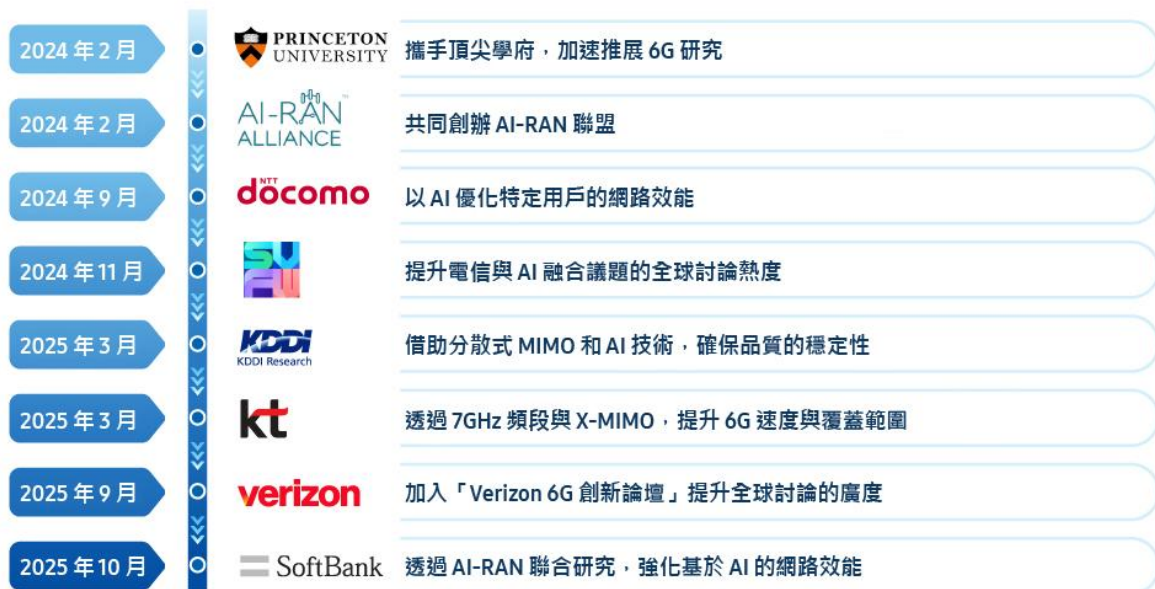 2024 年 2 月
PRINCETON
UNIVERSITY
攜手頂尖學府，加速推展 6G 研究
2024 年 2 月
AI-RAN
ALLIANCE
共同創辦 AI-RAN 聯盟
2024 年 9 月
NTT
döcomo
以 AI 優化特定用戶的網路效能
2024 年 11 月
SV
FW
提升電信與 AI 融合議題的全球討論熱度
2025 年 3 月
KDDI
KDDI Research
借助分散式 MIMO 和 AI 技術，確保品質的穩定性
2025 年 3 月
kt
透過 7GHz 頻段與 X-MIMO，提升 6G 速度與覆蓋範圍
2025 年 9 月
verizon
加入「Verizon 6G 創新論壇」提升全球討論的廣度
2025 年 10 月
SoftBank
透過 AI-RAN 聯合研究，強化基於 AI 的網路效能